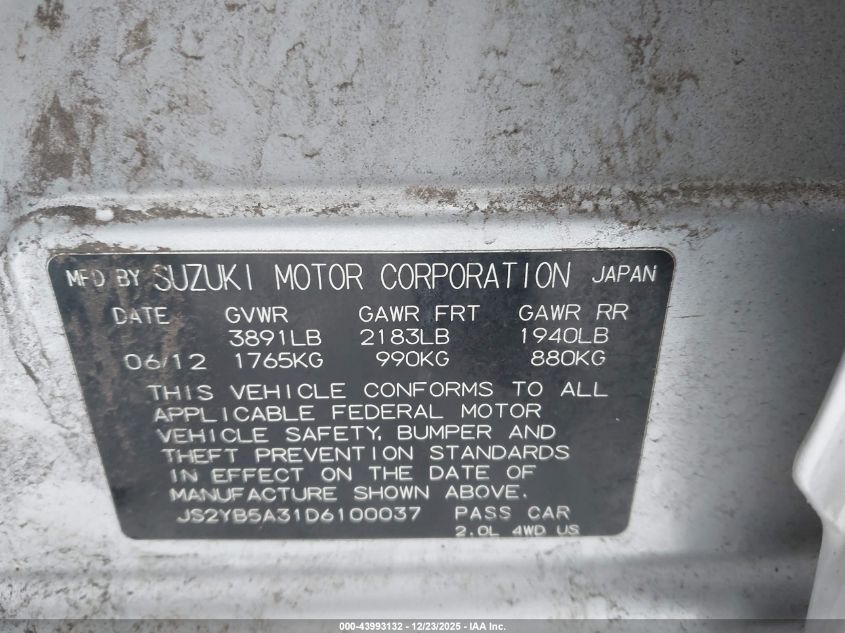 MFD BY SUZUKI MOTOR CORPORATION JAPAN
DATE GVWR GAWR FRT GAWR RR
3891LB 2183LB 1940LB
06/12 1765KG 990KG 880KG
THIS VEHICLE CONFORMS TO ALL
APPLICABLE FEDERAL MOTOR
VEHICLE SAFETY, BUMPER AND
THEFT PREVENTION STANDARDS
IN EFFECT ON THE DATE OF
MANUFACTURE SHOWN ABOVE.
JS2YB5A31D6100037 PASS CAR
2.0L 4WD US
000-43993132 - 12/23/2025 - IAA Inc.